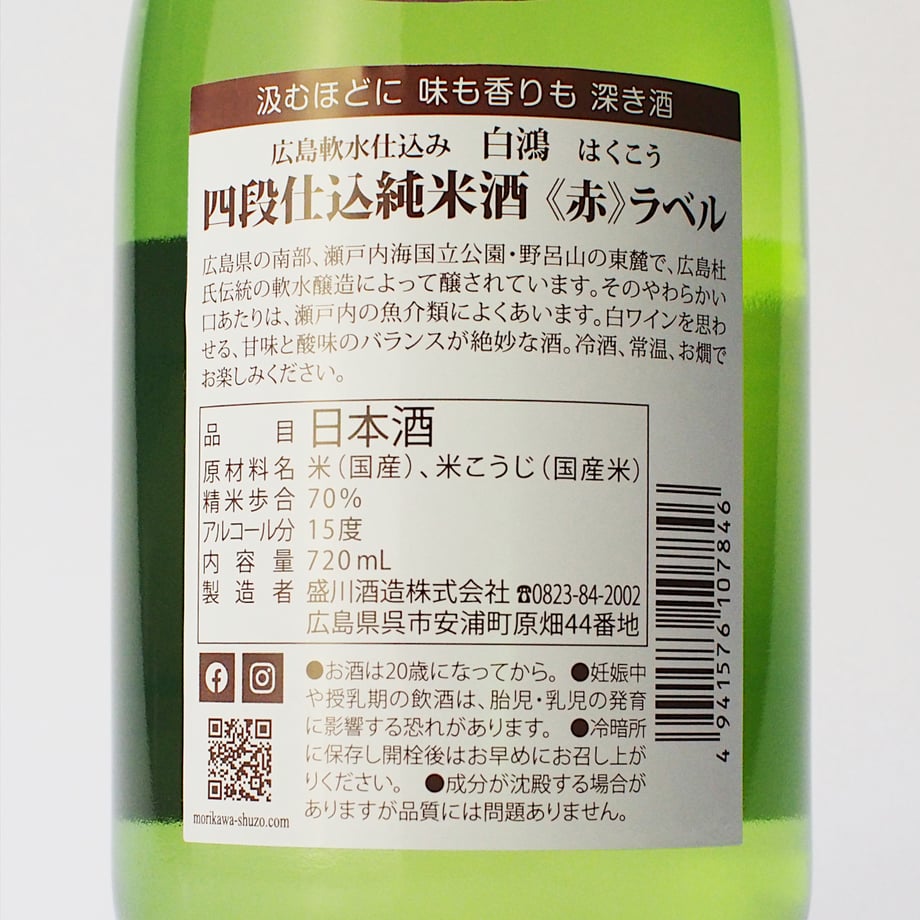 汲むほどに 味も香りも 深き酒
広島軟水仕込み 白鴻 はくこう
四段仕込純米酒《赤》ラベル
広島県の南部、瀬戸内海国立公園・野呂山の東麓で、広島杜
氏伝統の軟水醸造によって醸されています。そのやわらかい
口あたりは、瀬戸内の魚介類によくあいます。白ワインを思わ
せる、甘味と酸味のバランスが絶妙な酒。冷酒、常温、お燗で
お楽しみください。
品目 日本酒
原材料名 米(国産)、米こうじ(国産米)
精米歩合 70%
アルコール分 15度
内容量 720mL
製造者 盛川酒造株式会社 ☎0823-84-2002
広島県呉市安浦町原畑44番地
4941576107846
●お酒は20歳になってから。 ●妊娠中
や授乳期の飲酒は、胎児・乳児の発育
に影響する恐れがあります。 ●冷暗所
に保存し開栓後はお早めにお召し上が
りください。 ●成分が沈殿する場合が
ありますが品質には問題ありません。
morikawa-shuzo.com